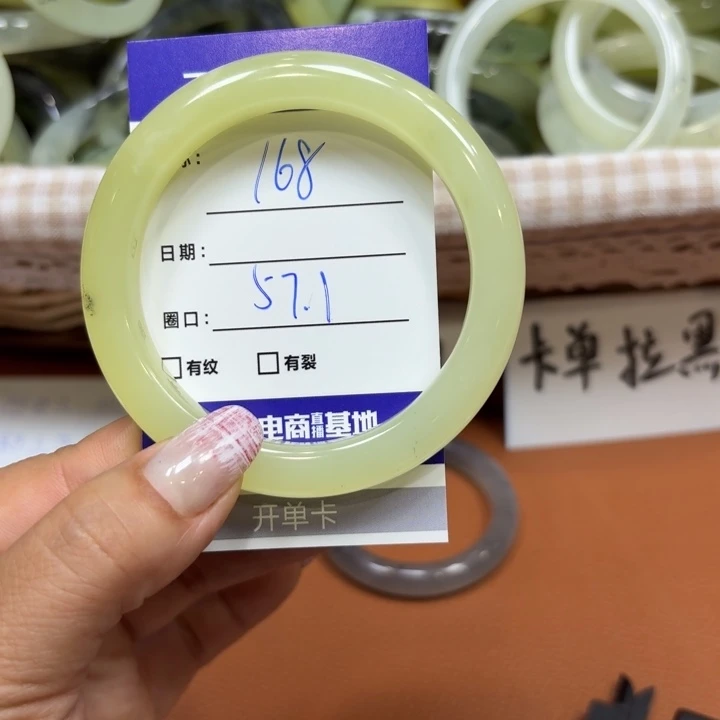 168
日期:
57.1
圈口:
有纹 有裂
电商直播基地
开单卡
卡单拉黑